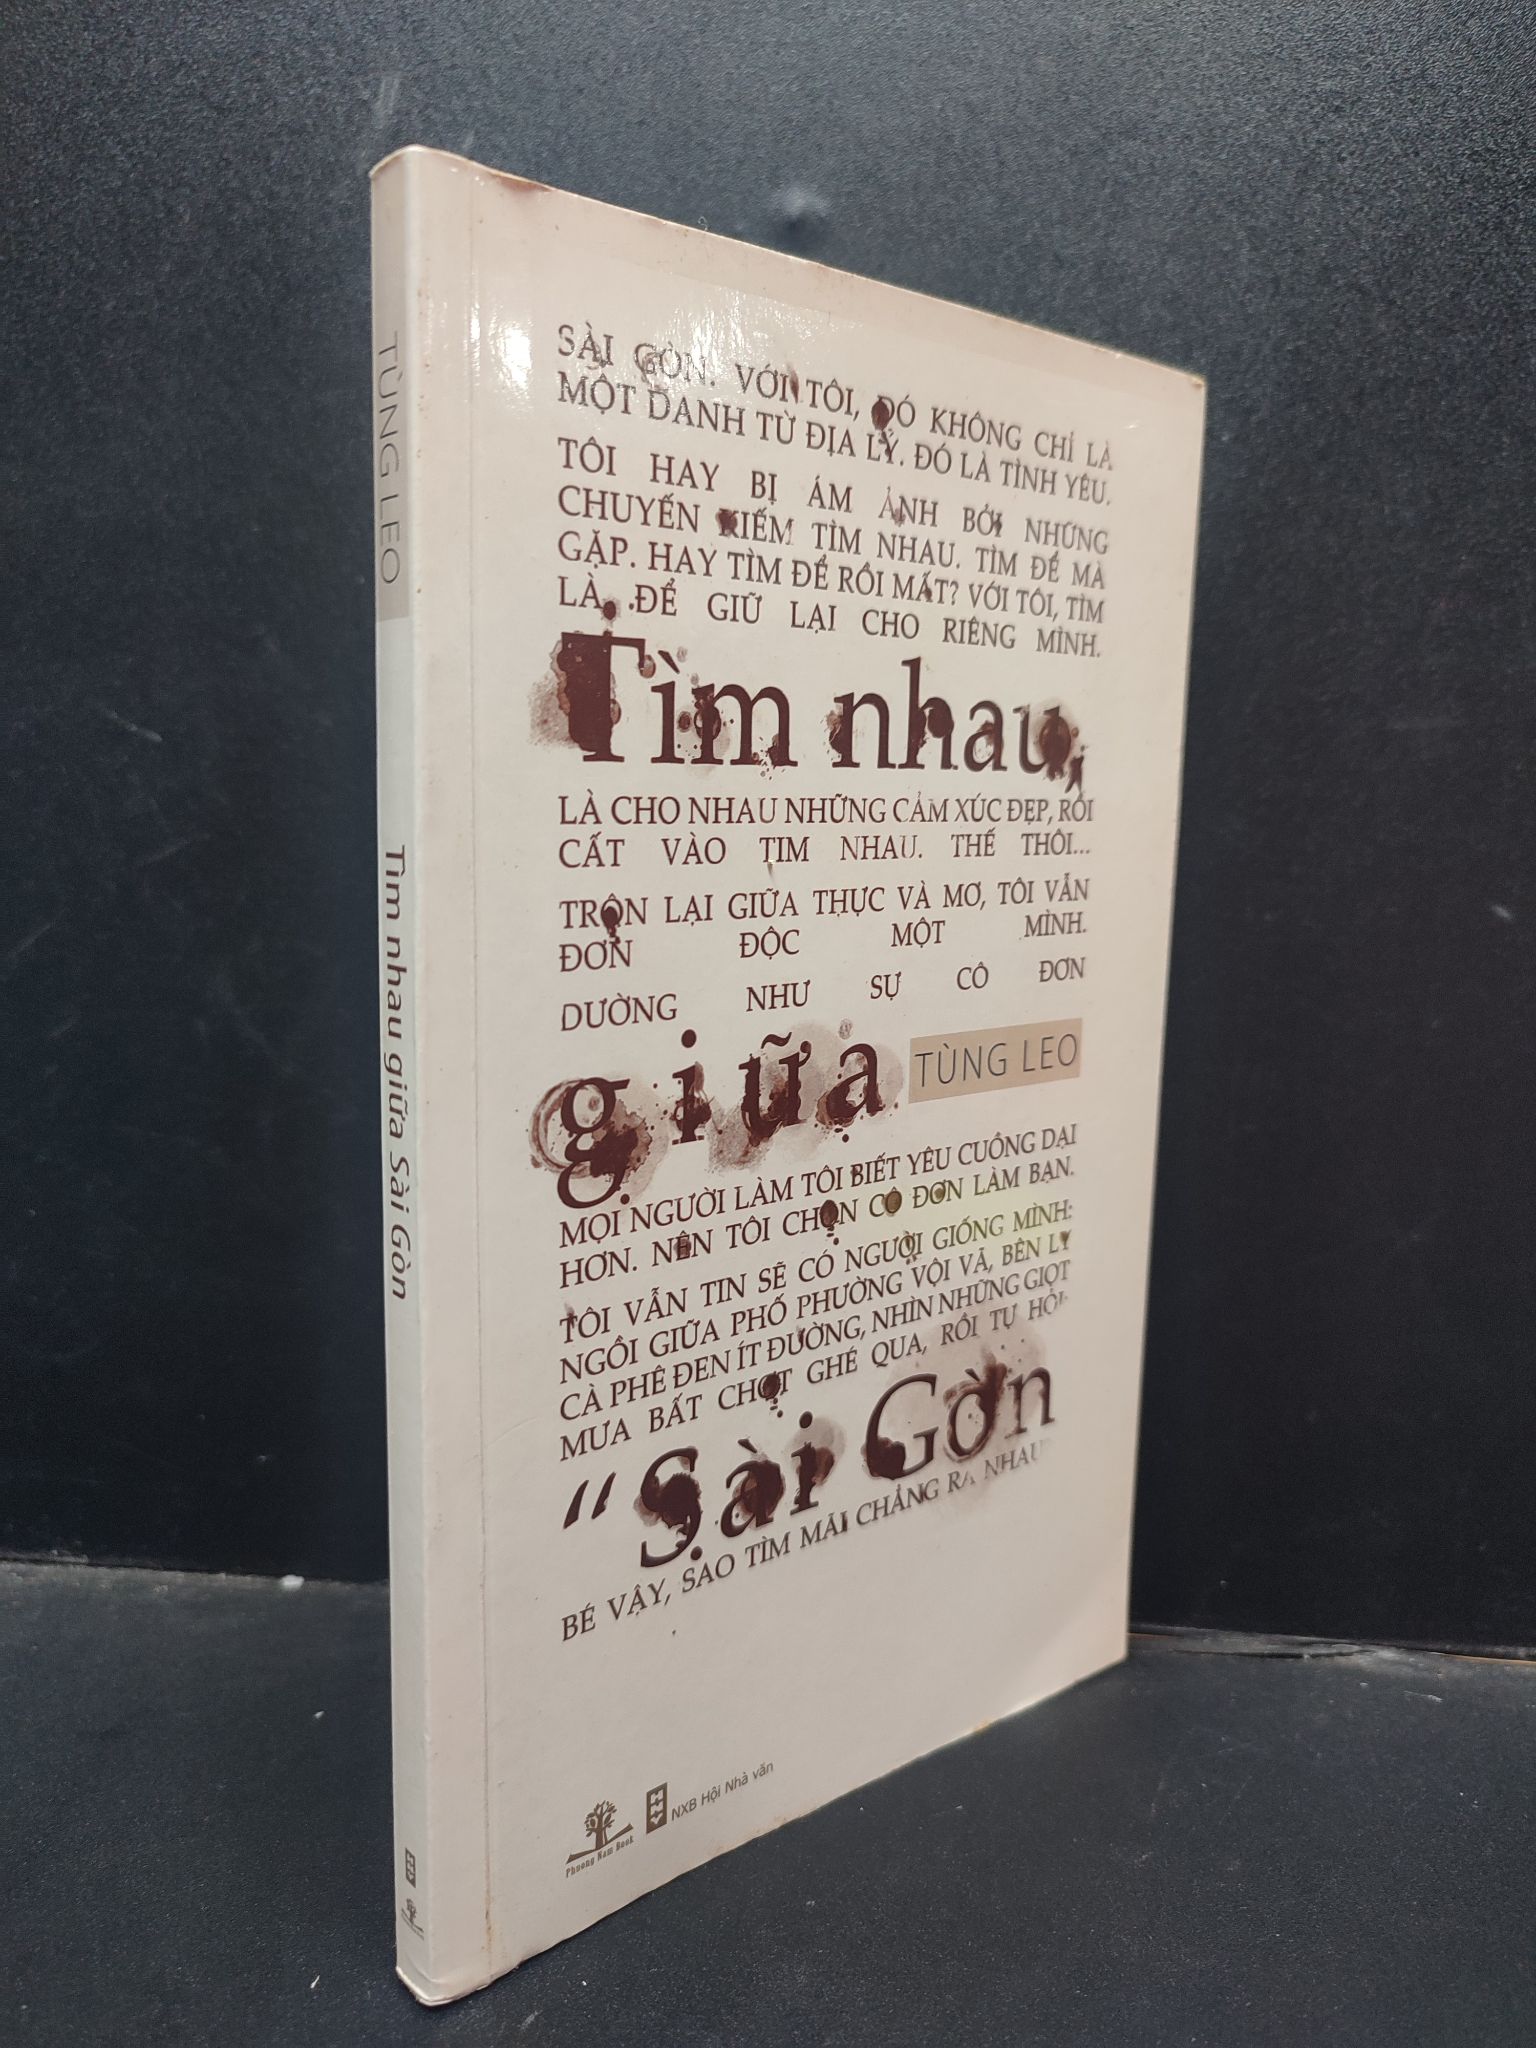 TÙNG LEO
Tìm nhau giữa Sài Gòn
SÀI GÒN. VỚI TÔI, ĐÓ KHÔNG CHỈ LÀ
MỘT DANH TỪ ĐỊA LÝ. ĐÓ LÀ TÌNH YÊU.
TÔI HAY BỊ ÁM ẢNH BỞI NHỮNG
CHUYẾN KIẾM TÌM NHAU. TÌM ĐỂ MÀ
GẶP. HAY TÌM ĐỂ RỒI MẤT? VỚI TÔI, TÌM
LÀ ĐỂ GIỮ LẠI CHO RIÊNG MÌNH.
Tìm nhau,
LÀ CHO NHAU NHỮNG CẢM XÚC ĐẸP, RỒI
CẤT VÀO TIM NHAU. THẾ THÔI...
TRỘN LẠI GIỮA THỰC VÀ MƠ, TÔI VẪN
ĐƠN ĐỘC MỘT MÌNH.
DƯỜNG NHƯ SỰ CÔ ĐƠN
giữa
TÙNG LEO
MỌI NGƯỜI LÀM TÔI BIẾT YÊU CUỒNG DẠI
HƠN. NÊN TÔI CHỌN CÔ ĐƠN LÀM BẠN.
TÔI VẪN TIN SẼ CÓ NGƯỜI GIỐNG MÌNH:
NGỒI GIỮA PHỐ PHƯỜNG VỘI VÃ, BÊN LY
CÀ PHÊ ĐEN ÍT ĐƯỜNG, NHÌN NHỮNG GIỌT
MƯA BẤT CHỢT GHÉ QUA, RỒI TỰ HỎI:
“Sài Gòn
BÉ VẬY, SAO TÌM MÃI CHẲNG RA NHAU
Phuong Nam Book
NXB Hội Nhà văn